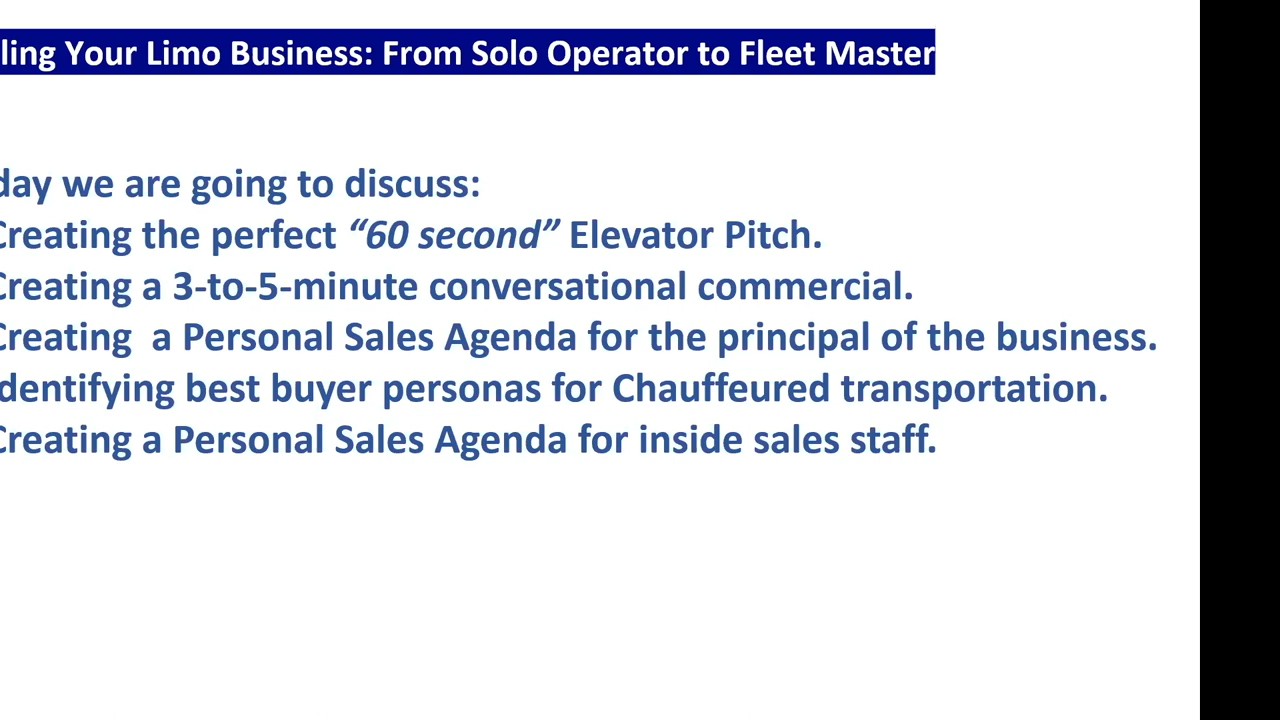 ling Your Limo Business: From Solo Operator to Fleet Master
day we are going to discuss:
Creating the perfect “60 second” Elevator Pitch.
Creating a 3-to-5-minute conversational commercial.
Creating  a Personal Sales Agenda for the principal of the business.
dentifying best buyer personas for Chauffeured transportation.
Creating a Personal Sales Agenda for inside sales staff.